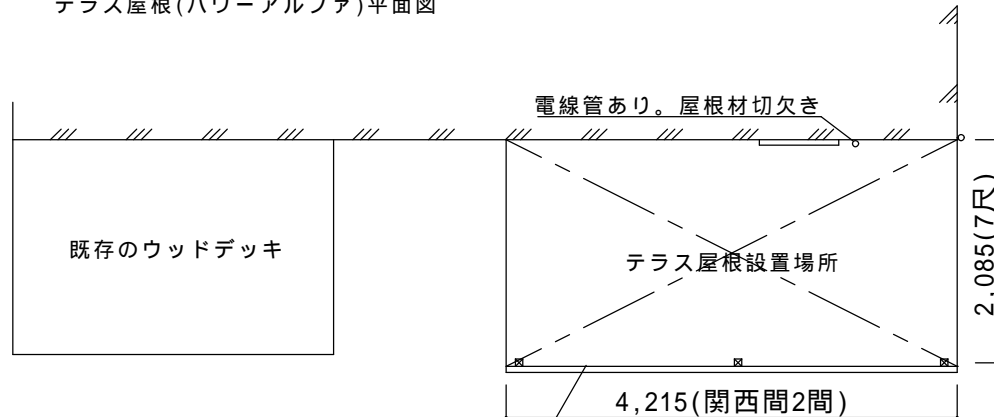 テラス屋根(パワーアルファ)平面図
電線管あり。屋根材切欠き
既存のウッドデッキ
テラス屋根設置場所
2,085(7尺)
4,215(関西間2間)